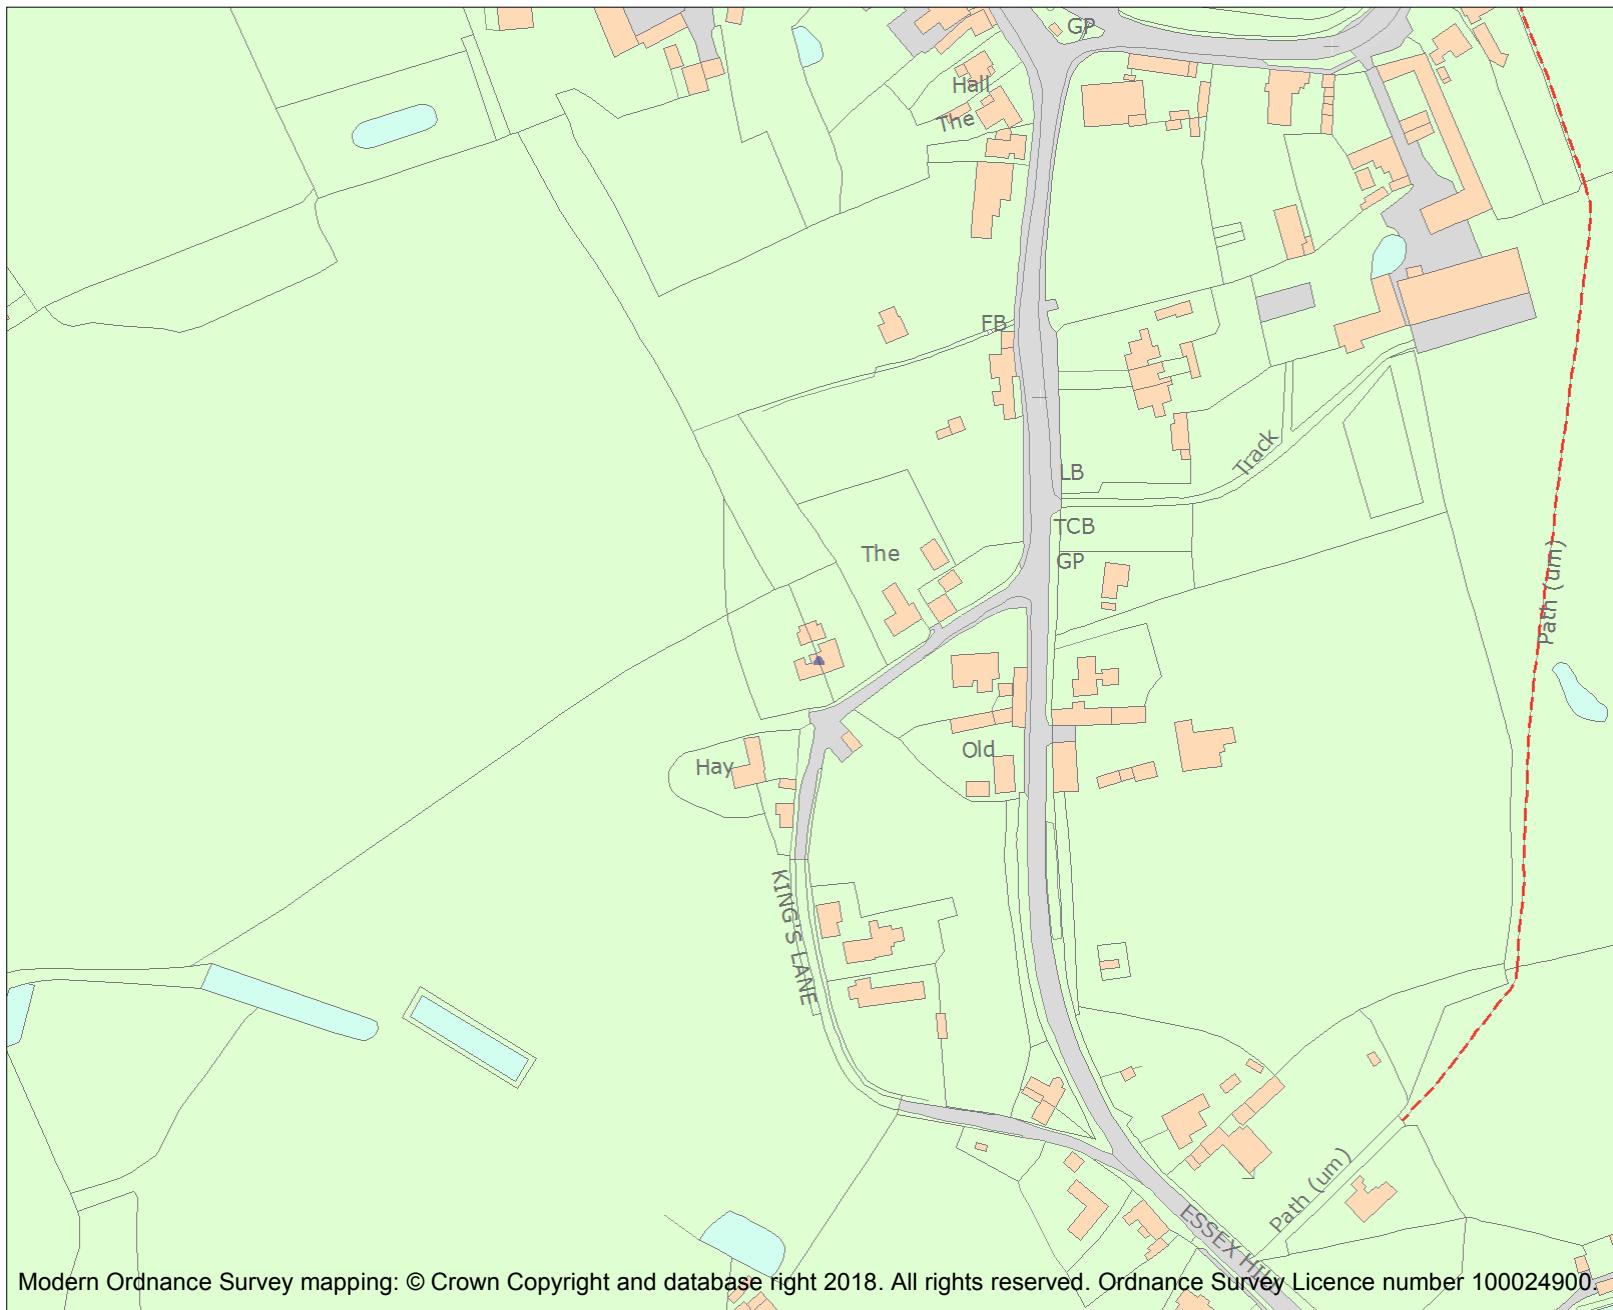 GP
Hall
The
FB
Track
LB
TCB
The
GP
Path (um)
Old
Hay
KING'S LANE
Path (um)
ESSEX HILL
Modern Ordnance Survey mapping: © Crown Copyright and database right 2018. All rights reserved. Ordnance Survey Licence number 100024900.